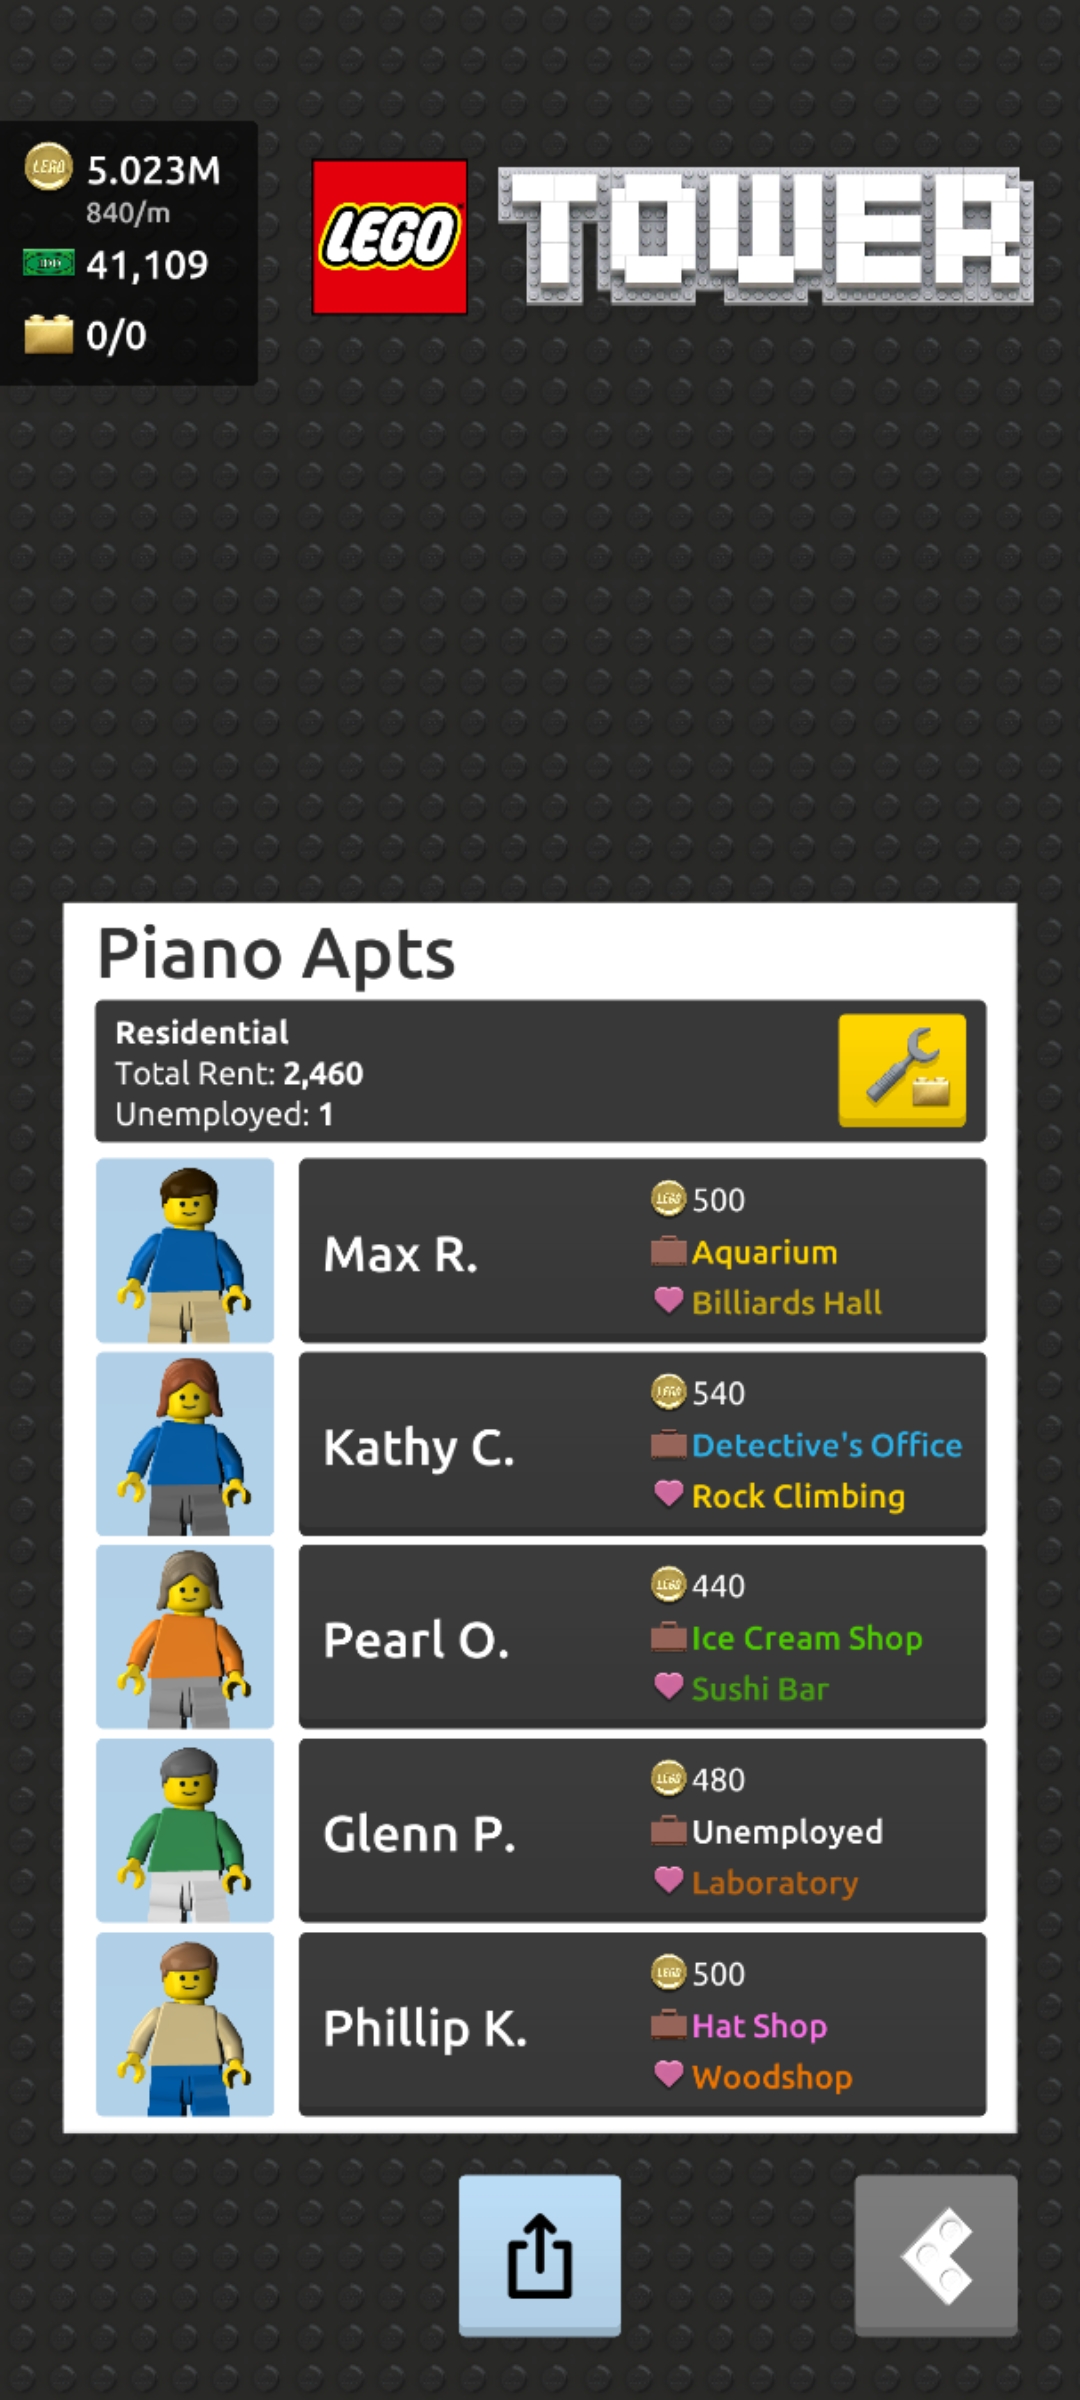 5.023M
840/m
41,109
0/0
LEGO TOWER
Piano Apts
Residential
Total Rent: 2,460
Unemployed: 1
Max R.
500
Aquarium
Billiards Hall
Kathy C.
540
Detective's Office
Rock Climbing
Pearl O.
440
Ice Cream Shop
Sushi Bar
Glenn P.
480
Unemployed
Laboratory
Phillip K.
500
Hat Shop
Woodshop